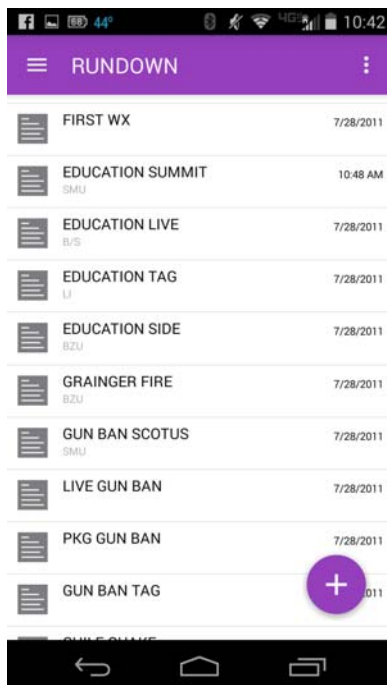 68 44° 4G 10:42
RUNDOWN
FIRST WX 7/28/2011
EDUCATION SUMMIT 10:48 AM
SMU
EDUCATION LIVE 7/28/2011
B/S
EDUCATION TAG 7/28/2011
LI
EDUCATION SIDE 7/28/2011
BZU
GRAINGER FIRE 7/28/2011
BZU
GUN BAN SCOTUS 7/28/2011
SMU
LIVE GUN BAN 7/28/2011
PKG GUN BAN 7/28/2011
GUN BAN TAG 011